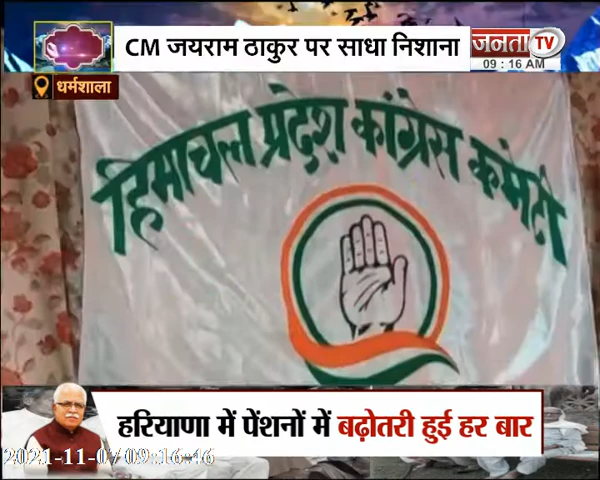 CM जयराम ठाकुर पर साधा निशाना
जनता TV
09:16 AM
धर्मशाला
हिमाचल प्रदेश कांग्रेस कमेटी
हरियाणा में पेंशनों में बढ़ोतरी हुई हर बार
2021-11-07 09:16:46